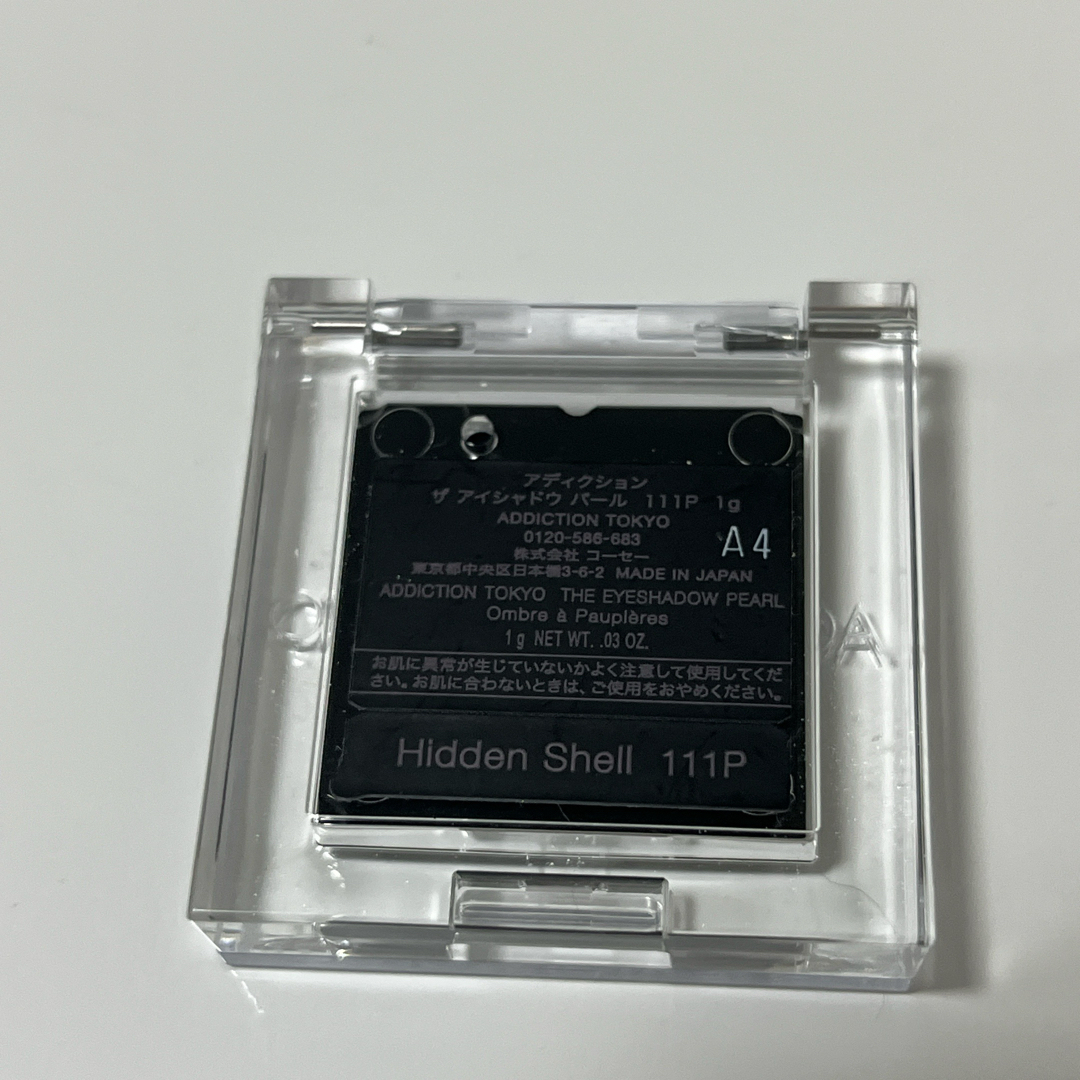 アディクション
ザ アイシャドウ パール 111P 1g
ADDICTION TOKYO
0120-586-683
株式会社 コーセー
A4
東京都中央区日本橋3-6-2 MADE IN JAPAN
ADDICTION TOKYO THE EYESHADOW PEARL
Ombre à Paupières
1 g NET WT. .03 OZ.
お肌に異常が生じていないかよく注意して使用してくだ
さい。お肌に合わないときは、ご使用をおやめください。
Hidden Shell 111P